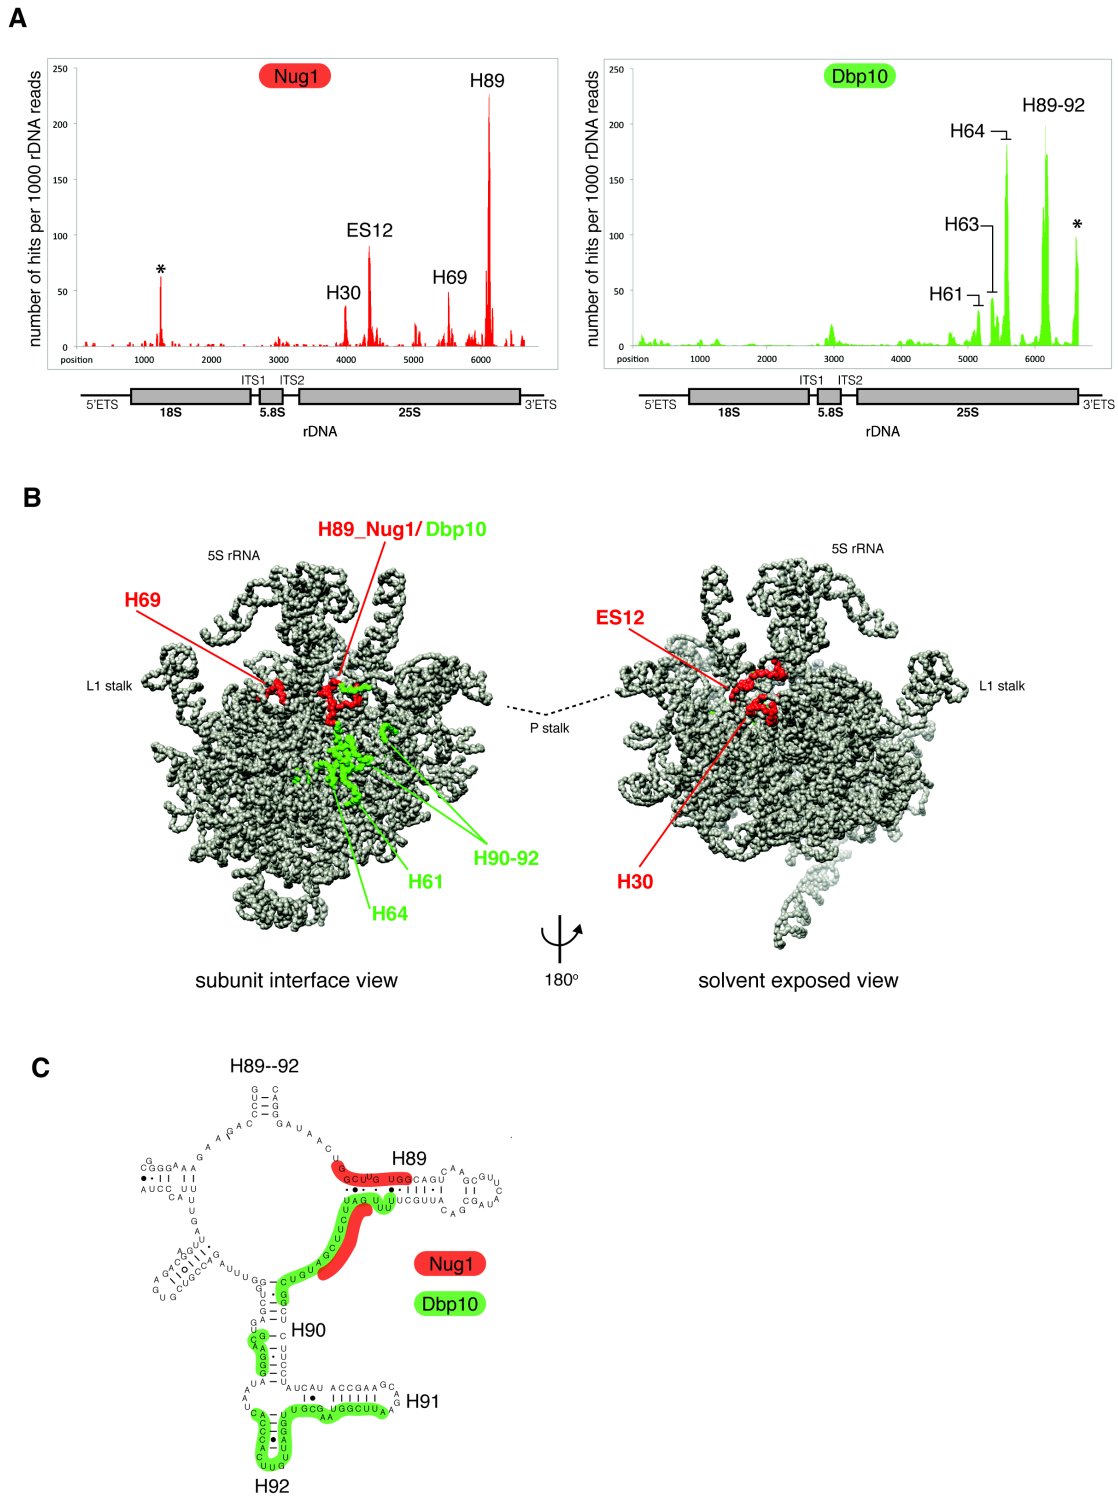 A
Nug1
number of hits per 1000 rDNA reads
250
200
150
100
50
0
H89
ES12
*
H30
H69
position 1000 2000 3000 4000 5000 6000
ITS1 ITS2
5'ETS 18S 5.8S 25S 3'ETS
rDNA
Dbp10
number of hits per 1000 rDNA reads
250
200
150
100
50
0
H89-92
H64
H63
*
H61
position 1000 2000 3000 4000 5000 6000
ITS1 ITS2
5'ETS 18S 5.8S 25S 3'ETS
rDNA
B
H89_Nug1/Dbp10
5S rRNA
H69
L1 stalk
P stalk
H90-92
H61
H64
subunit interface view
180°
5S rRNA
ES12
L1 stalk
H30
solvent exposed view
C
H89--92
H89
Nug1
Dbp10
H90
H91
H92